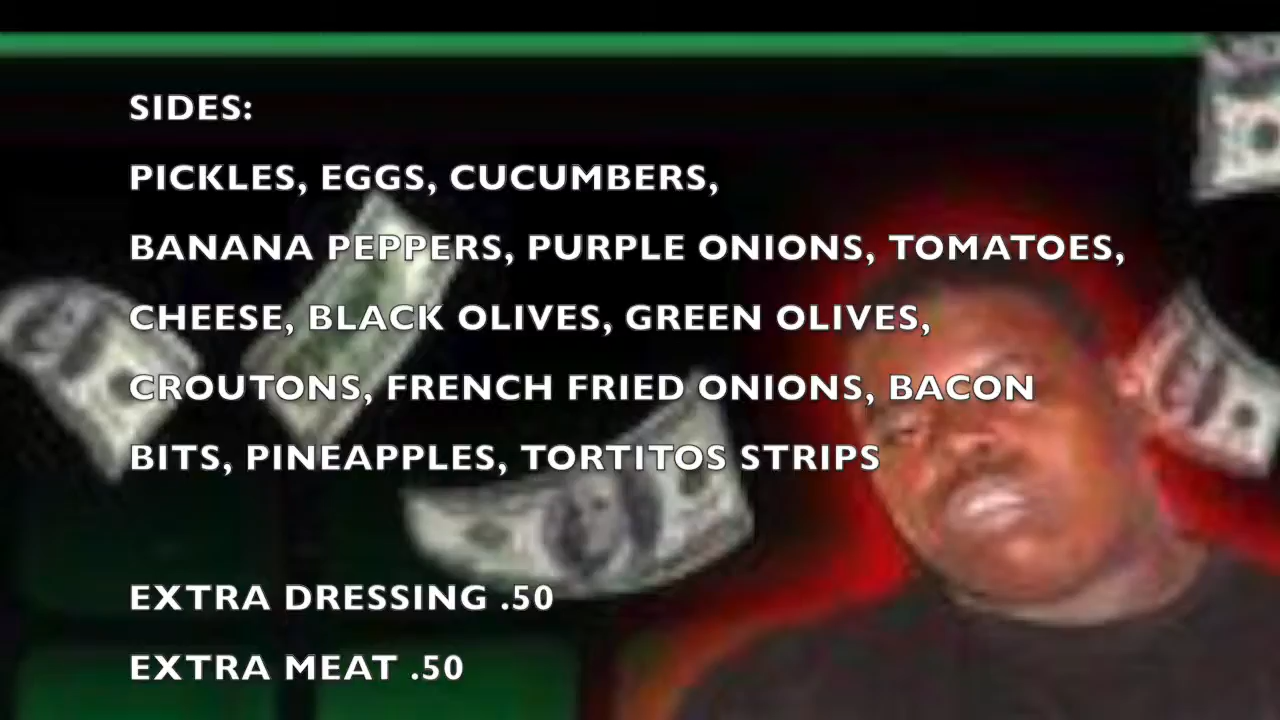 SIDES:
PICKLES, EGGS, CUCUMBERS,
BANANA PEPPERS, PURPLE ONIONS, TOMATOES,
CHEESE, BLACK OLIVES, GREEN OLIVES,
CROUTONS, FRENCH FRIED ONIONS, BACON
BITS, PINEAPPLES, TORTITOS STRIPS
EXTRA DRESSING .50
EXTRA MEAT .50